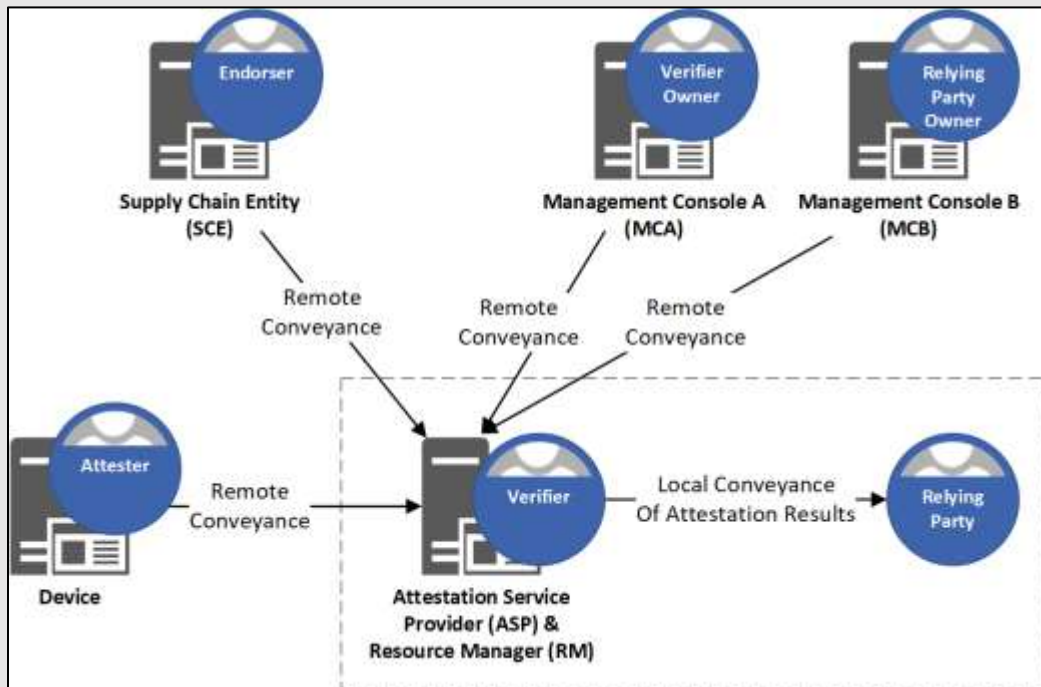 Endorser
Supply Chain Entity
(SCE)
Verifier
Owner
Management Console A
(MCA)
Relying
Party
Owner
Management Console B
(MCB)
Remote
Conveyance
Remote
Conveyance
Remote
Conveyance
Attester
Device
Remote
Conveyance
Verifier
Attestation Service
Provider (ASP) &
Resource Manager (RM)
Local Conveyance
Of Attestation Results
Relying
Party